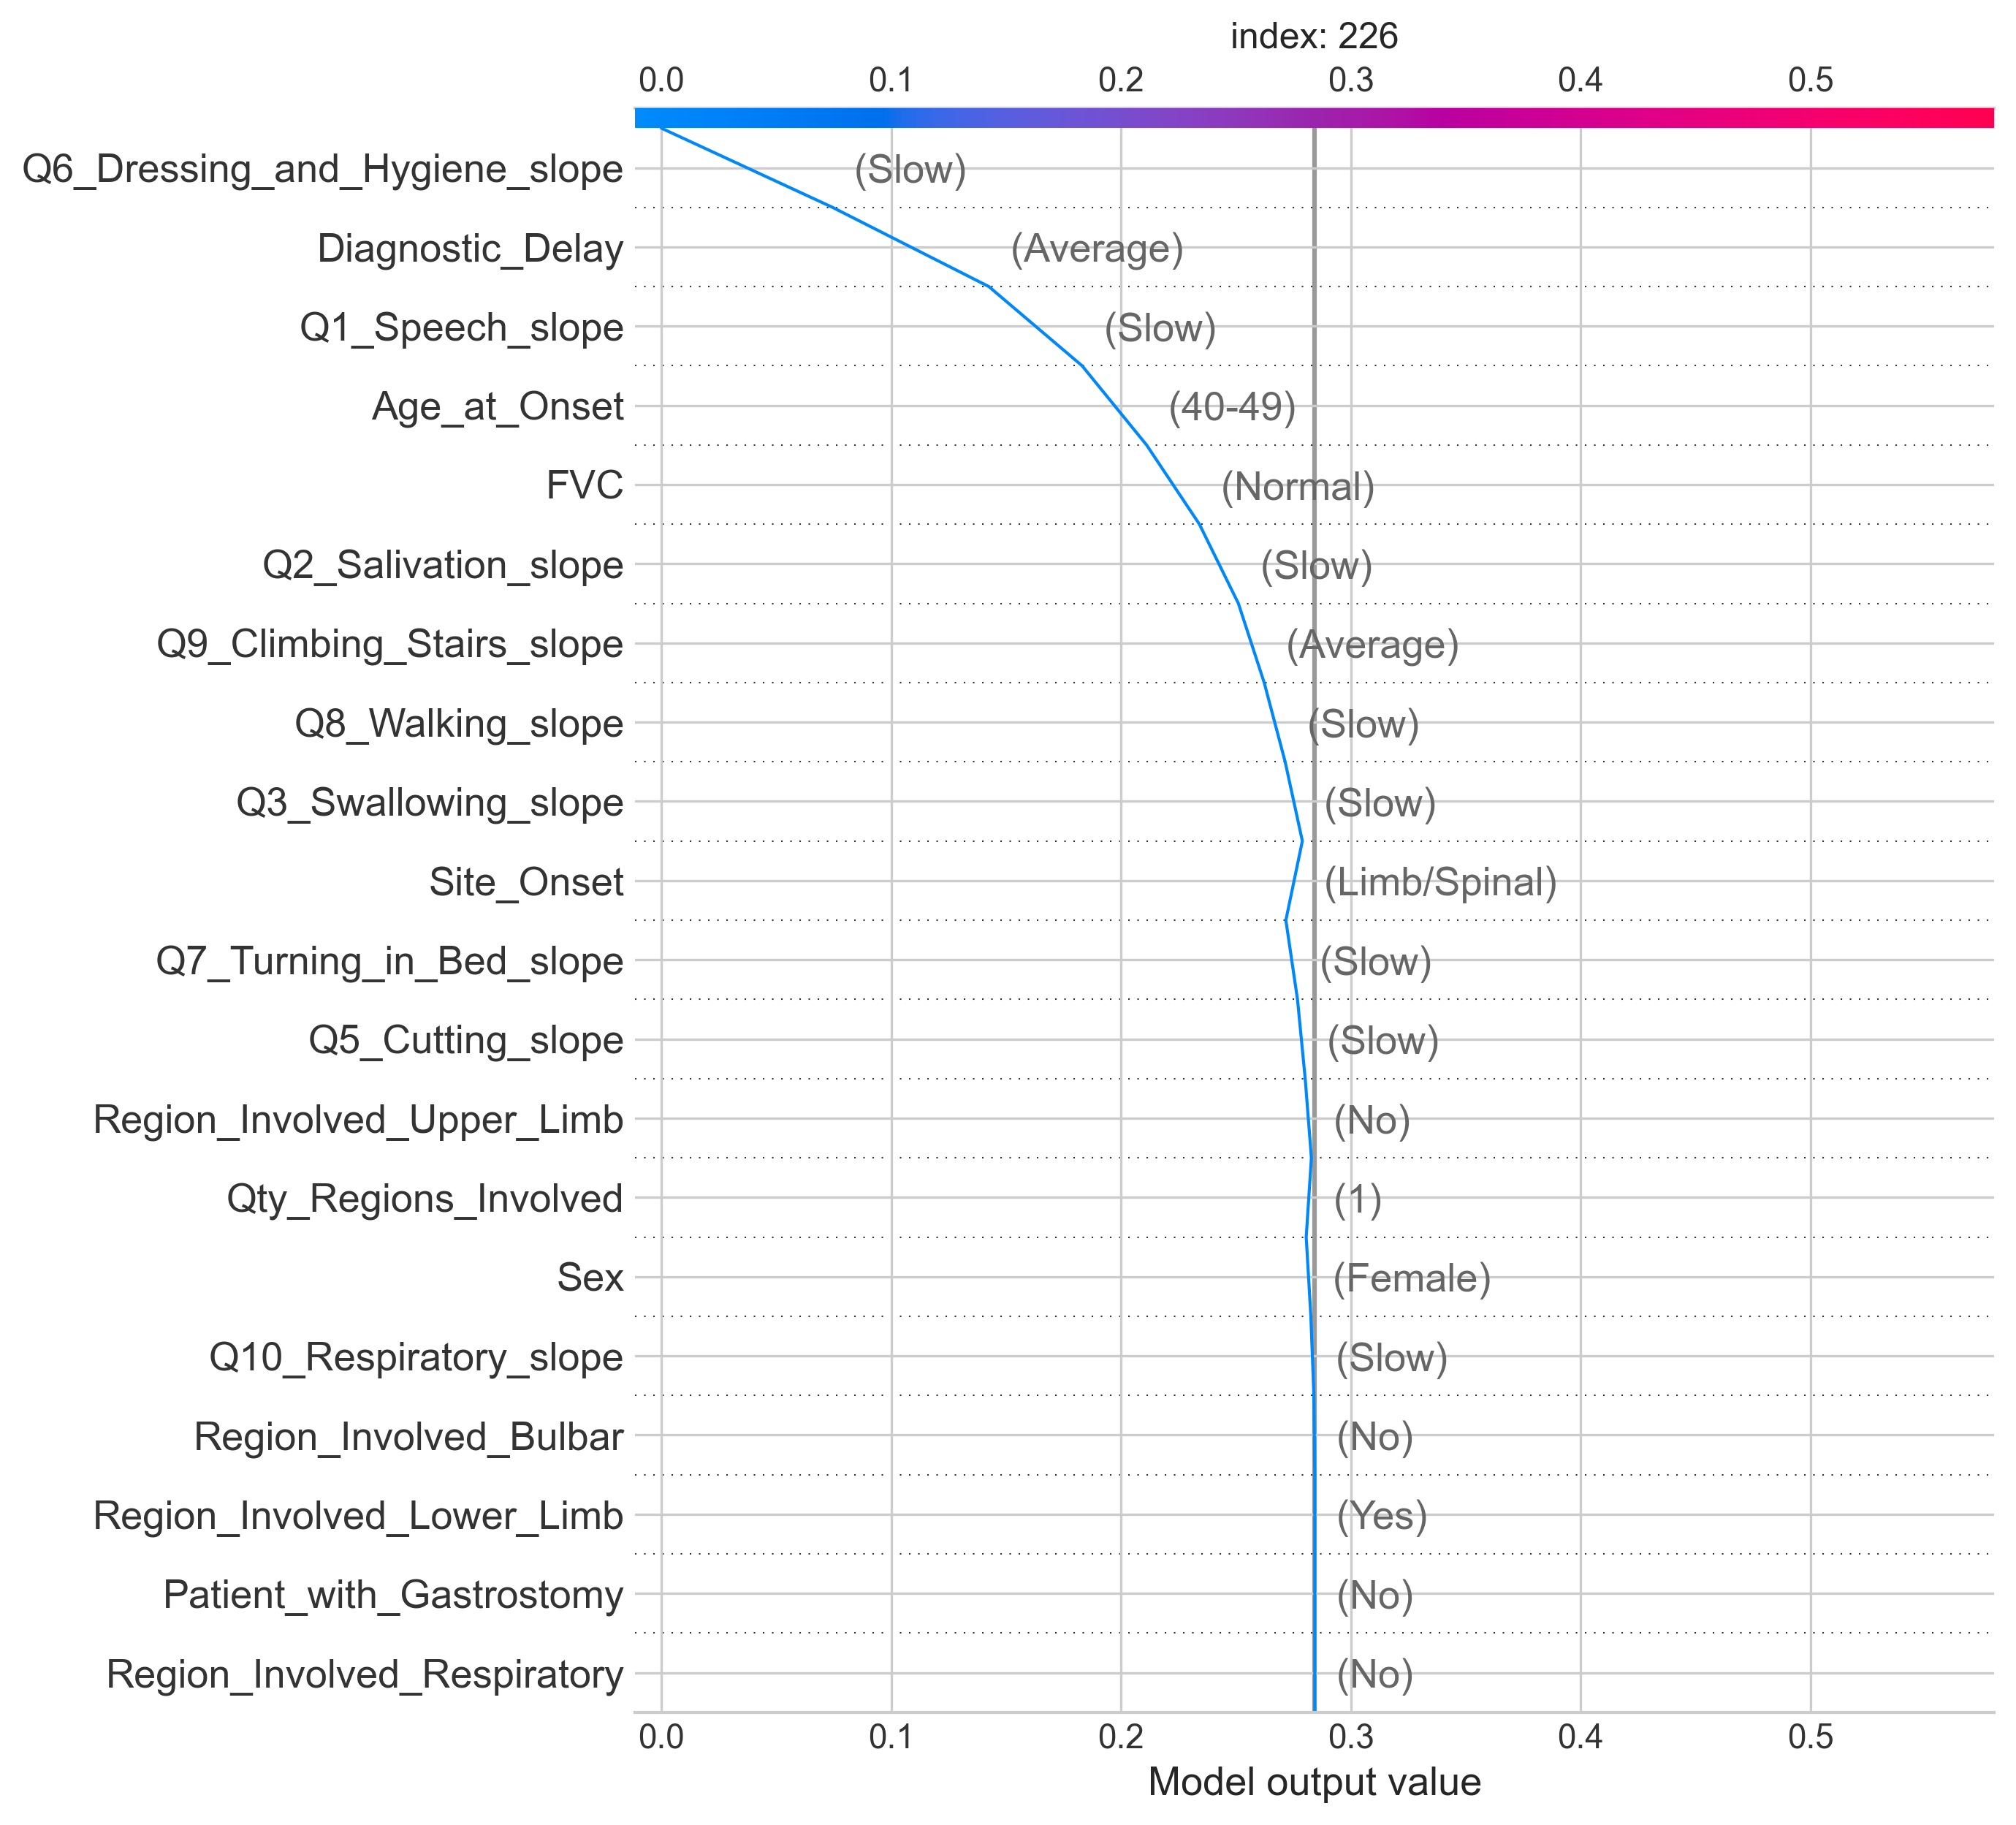 index: 226
0.0 0.1 0.2 0.3 0.4 0.5
Q6_Dressing_and_Hygiene_slope (Slow)
Diagnostic_Delay (Average)
Q1_Speech_slope (Slow)
Age_at_Onset (40-49)
FVC (Normal)
Q2_Salivation_slope (Slow)
Q9_Climbing_Stairs_slope (Average)
Q8_Walking_slope (Slow)
Q3_Swallowing_slope (Slow)
Site_Onset (Limb/Spinal)
Q7_Turning_in_Bed_slope (Slow)
Q5_Cutting_slope (Slow)
Region_Involved_Upper_Limb (No)
Qty_Regions_Involved (1)
Sex (Female)
Q10_Respiratory_slope (Slow)
Region_Involved_Bulbar (No)
Region_Involved_Lower_Limb (Yes)
Patient_with_Gastrostomy (No)
Region_Involved_Respiratory (No)
0.0 0.1 0.2 0.3 0.4 0.5
Model output value